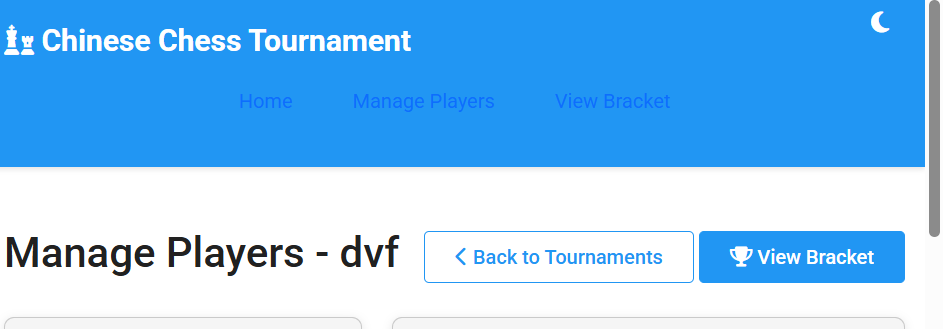 Chinese Chess Tournament
Home Manage Players View Bracket
Manage Players - dvf Back to Tournaments View Bracket